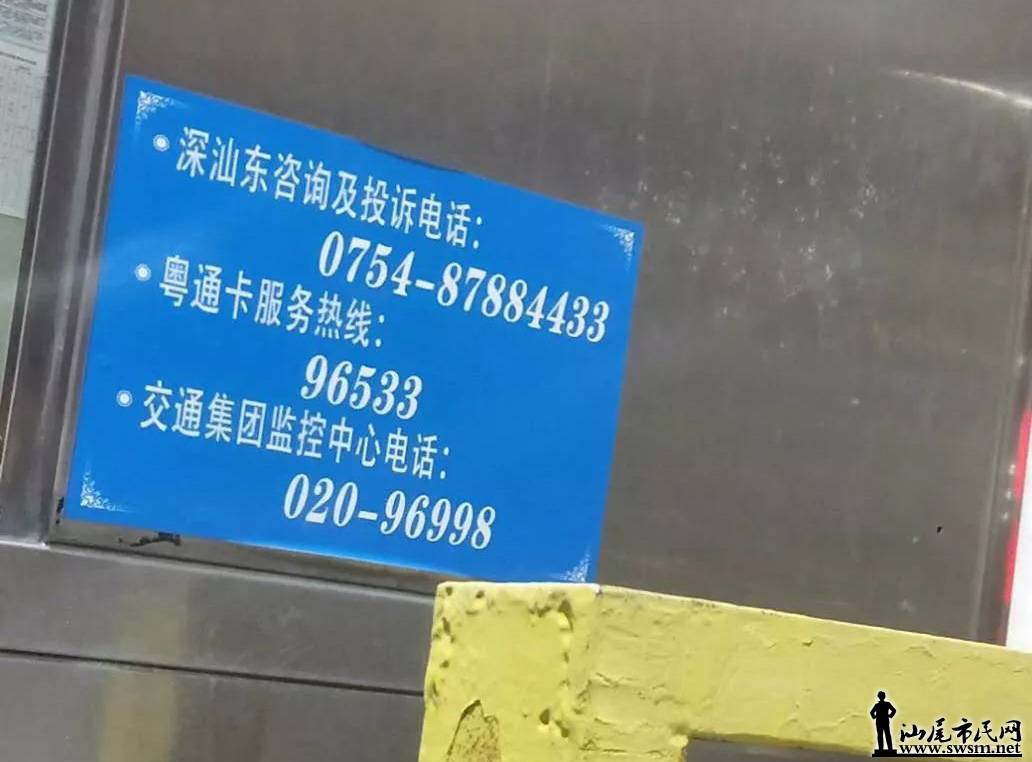 深汕东咨询及投诉电话：
0754-87884433
粤通卡服务热线：
96533
交通集团监控中心电话：
020-96998
汕尾市民网
www.swsm.net